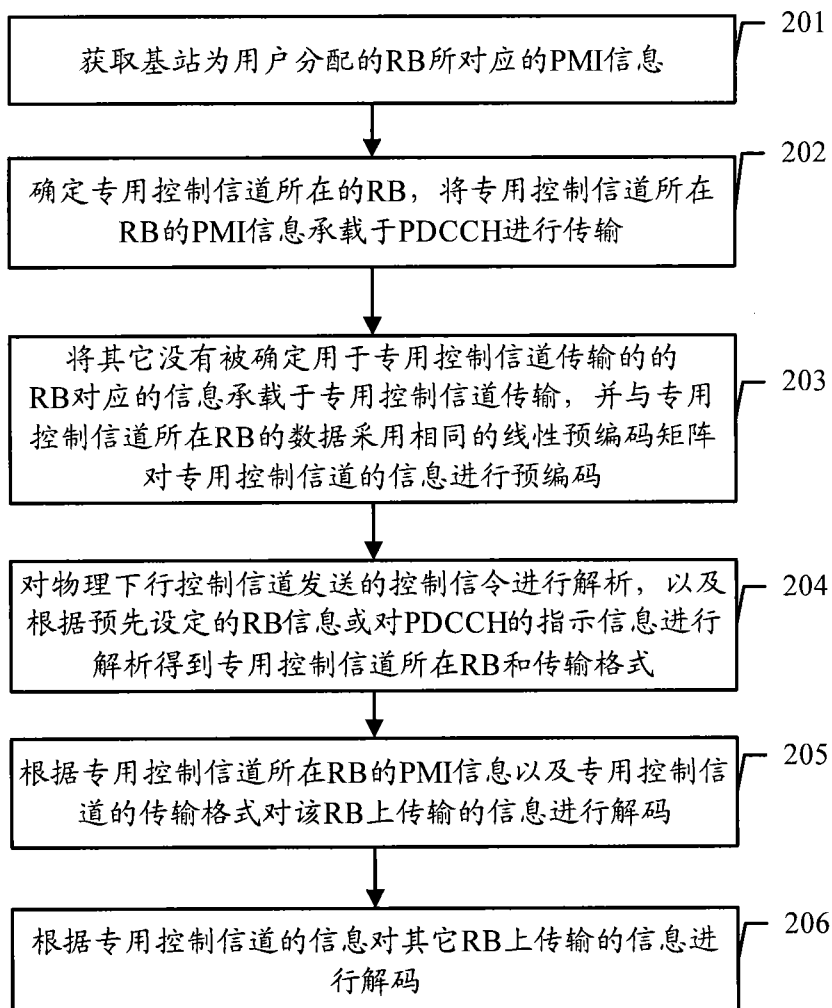 获取基站为用户分配的RB所对应的PMI信息
201
确定专用控制信道所在的RB，将专用控制信道所在
RB的PMI信息承载于PDCCH进行传输
202
将其它没有被确定用于专用控制信道传输的的
RB对应的信息承载于专用控制信道传输，并与专用
控制信道所在RB的数据采用相同的线性预编码矩阵
对专用控制信道的信息进行预编码
203
对物理下行控制信道发送的控制信令进行解析，以及
根据预先设定的RB信息或对PDCCH的指示信息进行
解析得到专用控制信道所在RB和传输格式
204
根据专用控制信道所在RB的PMI信息以及专用控制信
道的传输格式对该RB上传输的信息进行解码
205
根据专用控制信道的信息对其它RB上传输的信息进
行解码
206